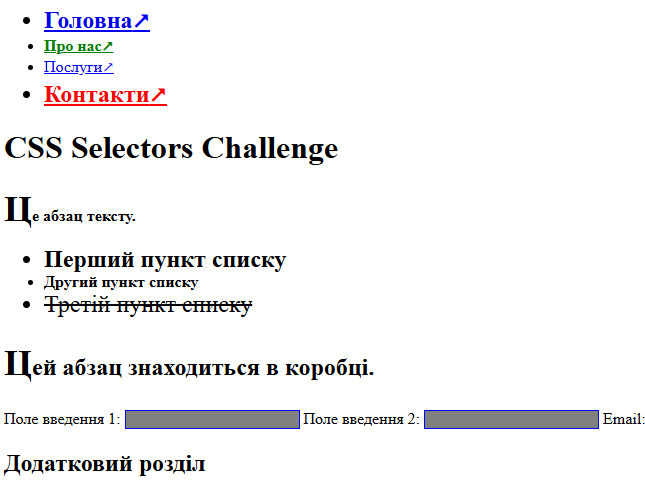 Головна↗
Про нас↗
Послуги↗
Контакти↗
CSS Selectors Challenge
Це абзац тексту.
Перший пункт списку
Другий пункт списку
Третій пункт списку
Цей абзац знаходиться в коробці.
Поле введення 1: Поле введення 2: Email:
Додатковий розділ